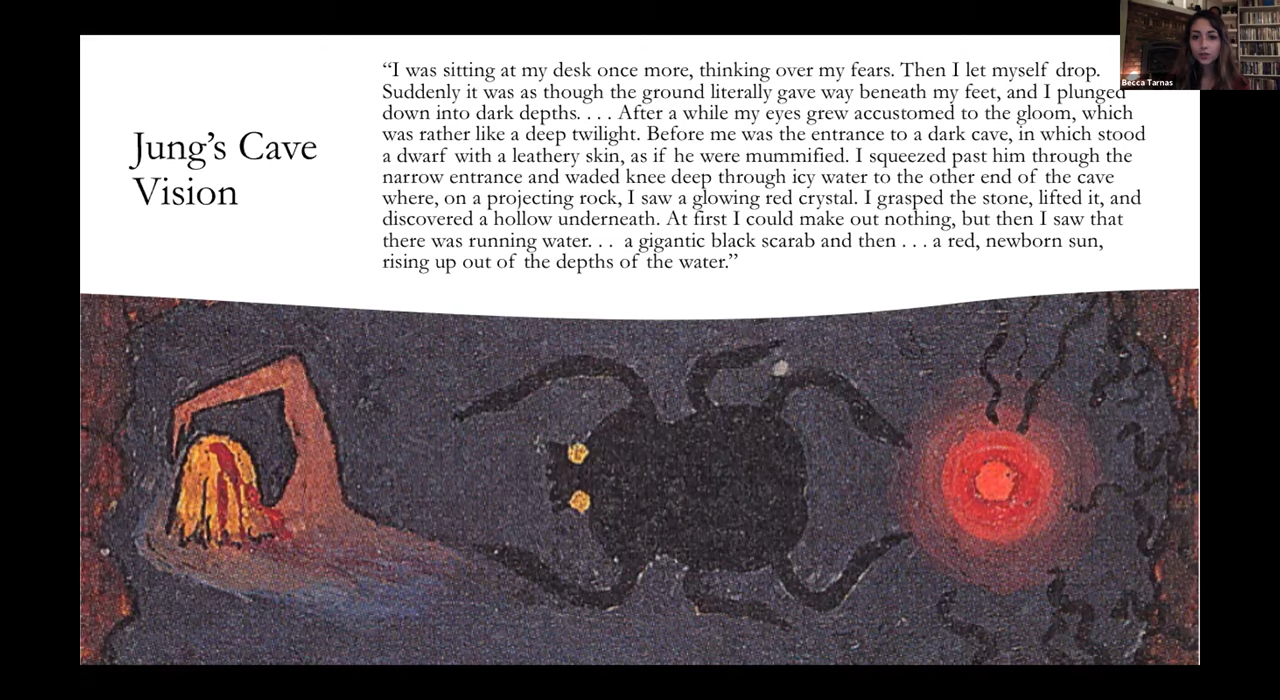 Jung’s Cave
Vision
“I was sitting at my desk once more, thinking over my fears. Then I let myself drop.
Suddenly it was as though the ground literally gave way beneath my feet, and I plunged
down into dark depths. . . . After a while my eyes grew accustomed to the gloom, which
was rather like a deep twilight. Before me was the entrance to a dark cave, in which stood
a dwarf with a leathery skin, as if he were mummified. I squeezed past him through the
narrow entrance and waded knee deep through icy water to the other end of the cave
where, on a projecting rock, I saw a glowing red crystal. I grasped the stone, lifted it, and
discovered a hollow underneath. At first I could make out nothing, but then I saw that
there was running water. . . a gigantic black scarab and then . . . a red, newborn sun,
rising up out of the depths of the water.”
Becca Tarnas